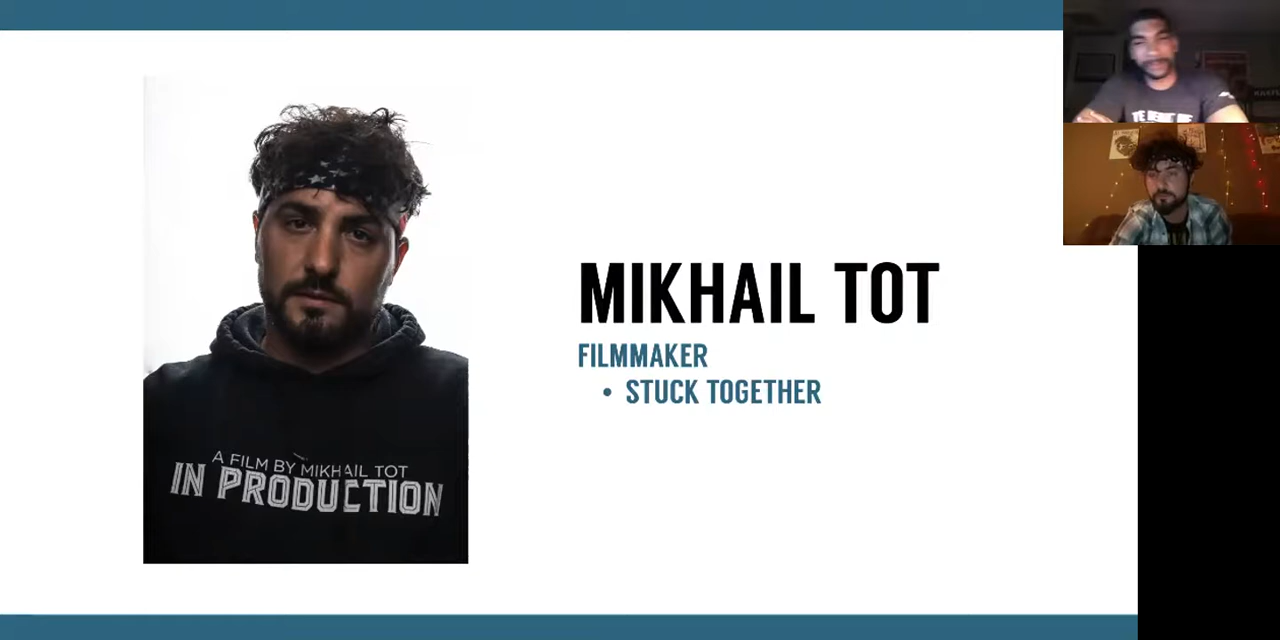 MIKHAIL TOT
FILMMAKER
• STUCK TOGETHER
A FILM BY MIKHAIL TOT
IN PRODUCTION